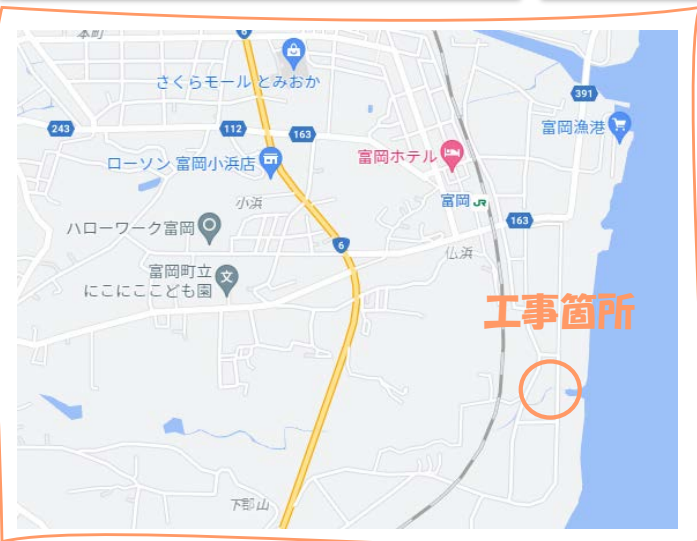 本町
6
さくらモール とみおか
391
243
112
163
富岡漁港
ローソン 富岡小浜店
富岡ホテル
小浜
富岡 JR
163
ハローワーク富岡
6
仏浜
富岡町立
にこにここども園
工事箇所
下郡山